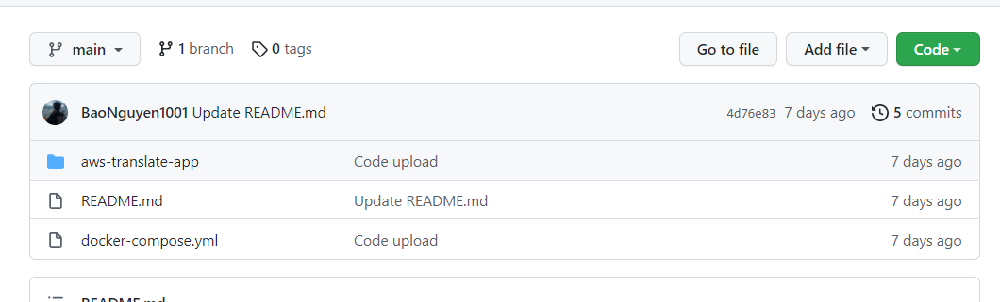 main 1 branch 0 tags Go to file Add file Code
BaoNguyen1001 Update README.md 4d76e83 7 days ago 5 commits
aws-translate-app Code upload 7 days ago
README.md Update README.md 7 days ago
docker-compose.yml Code upload 7 days ago
README.md